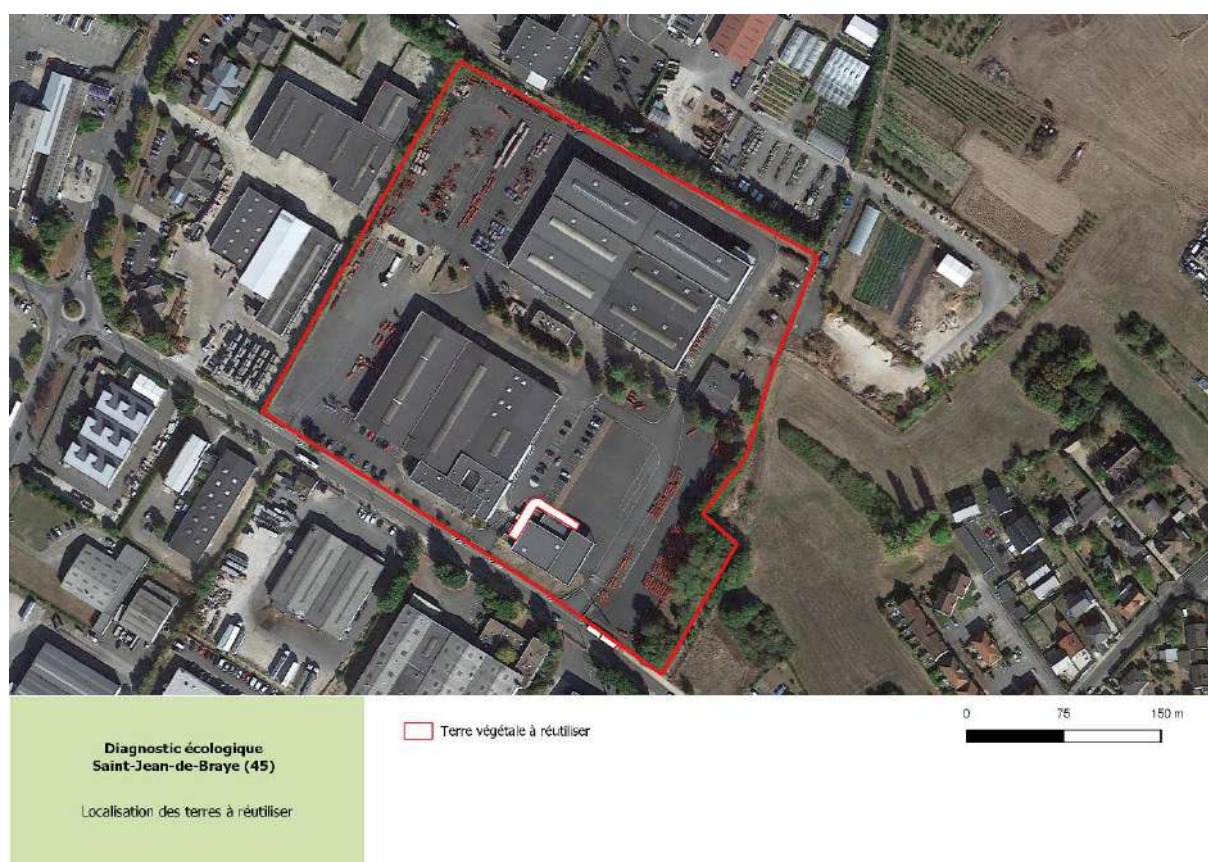 Diagnostic écologique
Saint-Jean-de-Braye (45)
Localisation des terres à réutiliser
Terre végétale à réutiliser
0 75 150 m